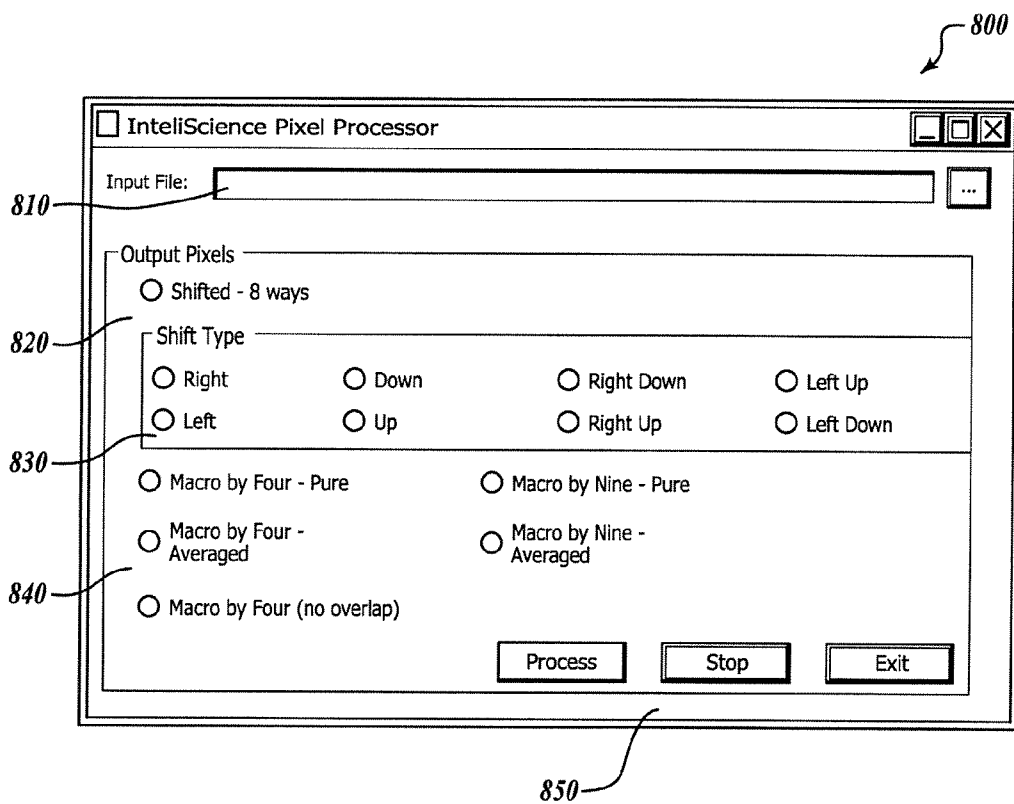 800
InteliScience Pixel Processor
Input File:
...
810
Output Pixels
Shifted - 8 ways
820
Shift Type
Right Down Right Down Left Up
Left Up Right Up Left Down
830
Macro by Four - Pure Macro by Nine - Pure
Macro by Four - Macro by Nine -
Averaged Averaged
840
Macro by Four (no overlap)
Process Stop Exit
850